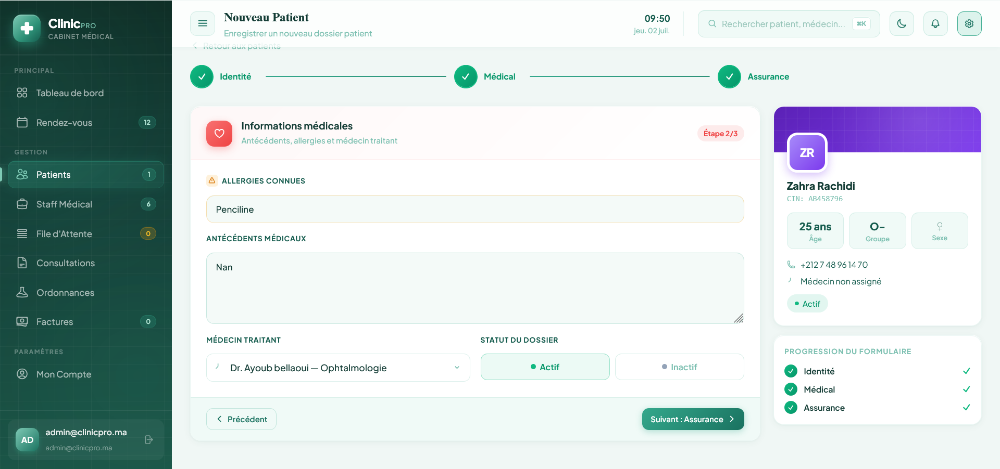 ClinicPRO
CABINET MÉDICAL
PRINCIPAL
Tableau de bord
Rendez-vous 12
GESTION
Patients 1
Staff Médical 6
File d'Attente 0
Consultations
Ordonnances
Factures 0
PARAMÈTRES
Mon Compte
AD
admin@clinicpro.ma
admin@clinicpro.ma
Nouveau Patient
Enregistrer un nouveau dossier patient
Retour aux patients
09:50
jeu. 02 juil.
Rechercher patient, médecin... ⌘K
Identité
Médical
Assurance
Informations médicales
Antécédents, allergies et médecin traitant
Étape 2/3
ALLERGIES CONNUES
Penciline
ANTÉCÉDENTS MÉDICAUX
Nan
MÉDECIN TRAITANT
Dr. Ayoub bellaoui — Ophtalmologie
STATUT DU DOSSIER
Actif
Inactif
Précédent
Suivant : Assurance
ZR
Zahra Rachidi
CIN: AB458796
25 ans
Âge
O−
Groupe
♀
Sexe
+212 7 48 96 14 70
Médecin non assigné
Actif
PROGRESSION DU FORMULAIRE
Identité
Médical
Assurance